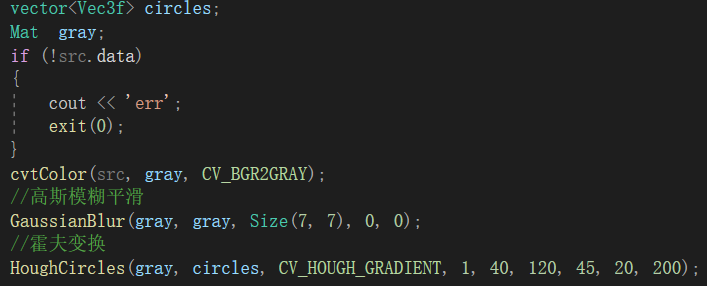 vector<Vec3f> circles;
Mat  gray;
if (!src.data)
{
    cout << 'err';
    exit(0);
}
cvtColor(src, gray, CV_BGR2GRAY);
//高斯模糊平滑
GaussianBlur(gray, gray, Size(7, 7), 0, 0);
//霍夫变换
HoughCircles(gray, circles, CV_HOUGH_GRADIENT, 1, 40, 120, 45, 20, 200);